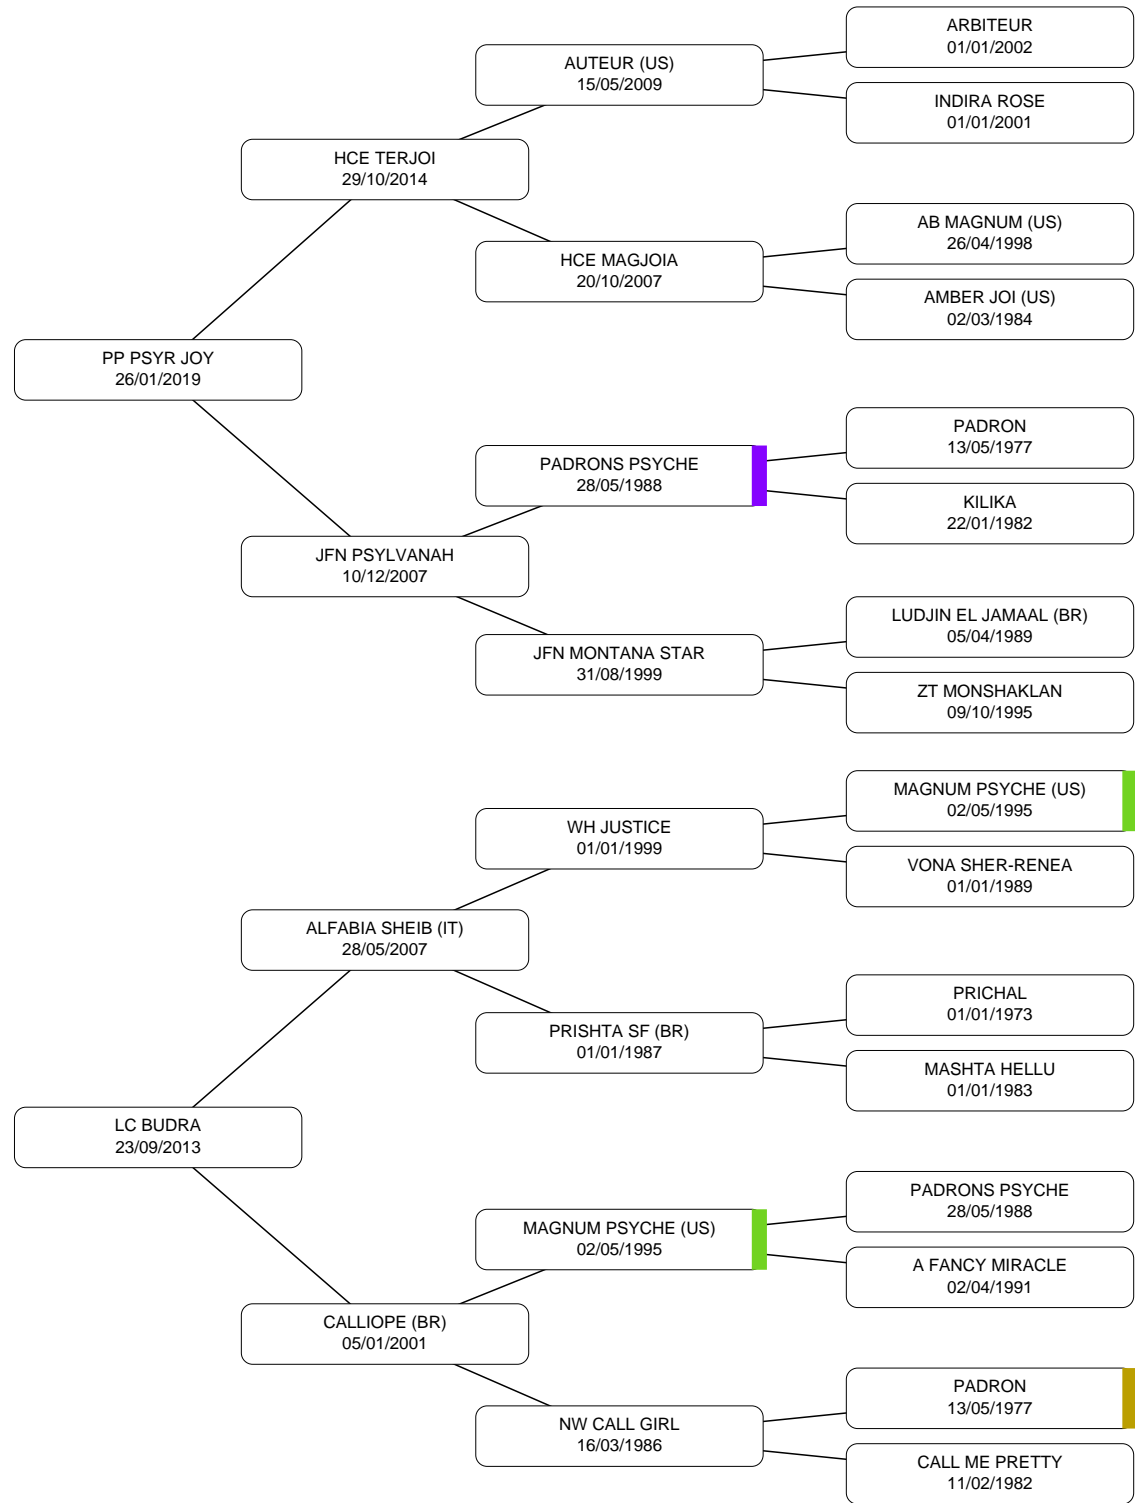 ARBITEUR
01/01/2002
AUTEUR (US)
15/05/2009
INDIRA ROSE
01/01/2001
HCE TERJOI
29/10/2014
AB MAGNUM (US)
26/04/1998
HCE MAGJOIA
20/10/2007
AMBER JOI (US)
02/03/1984
PP PSYR JOY
26/01/2019
PADRON
13/05/1977
PADRONS PSYCHE
28/05/1988
KILIKA
22/01/1982
JFN PSYLVANAH
10/12/2007
LUDJIN EL JAMAAL (BR)
05/04/1989
JFN MONTANA STAR
31/08/1999
ZT MONSHAKLAN
09/10/1995
MAGNUM PSYCHE (US)
02/05/1995
WH JUSTICE
01/01/1999
VONA SHER-RENEA
01/01/1989
ALFABIA SHEIB (IT)
28/05/2007
PRICHAL
01/01/1973
PRISHTA SF (BR)
01/01/1987
MASHTA HELLU
01/01/1983
LC BUDRA
23/09/2013
PADRONS PSYCHE
28/05/1988
MAGNUM PSYCHE (US)
02/05/1995
A FANCY MIRACLE
02/04/1991
CALLIOPE (BR)
05/01/2001
PADRON
13/05/1977
NW CALL GIRL
16/03/1986
CALL ME PRETTY
11/02/1982